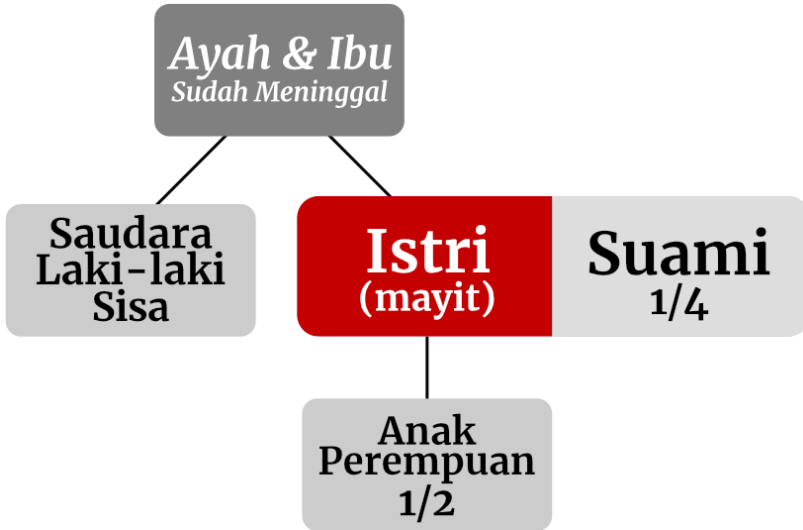 Ayah & Ibu
Sudah Meninggal
Saudara
Laki-laki
Sisa
Istri
(mayit)
Suami
1/4
Anak
Perempuan
1/2